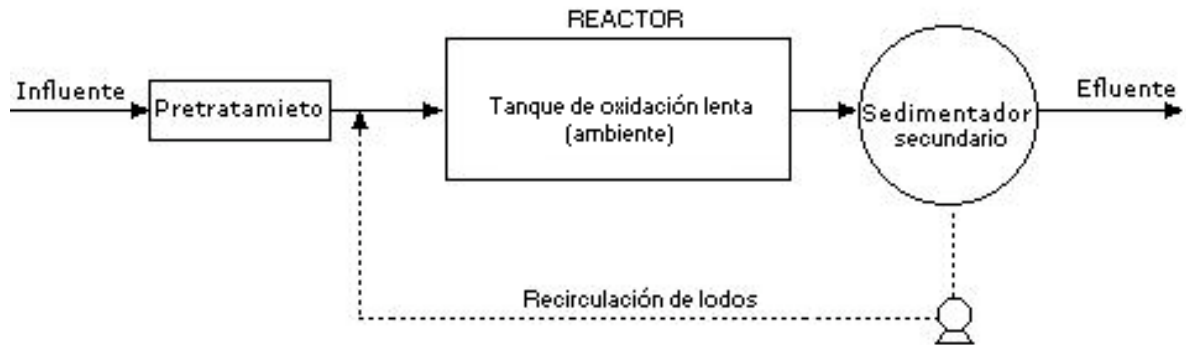 REACTOR
Influente
Pretratamieto
Tanque de oxidación lenta
(ambiente)
Sedimentador
secundario
Efluente
Recirculación de lodos